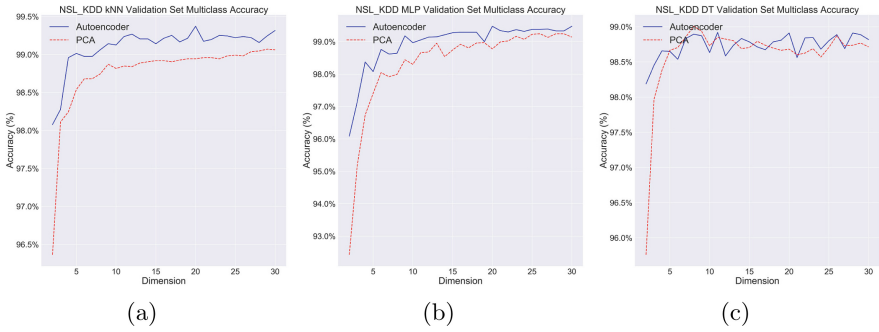 NSL_KDD kNN Validation Set Multiclass Accuracy
99.5%
99.0%
98.5%
98.0%
97.5%
97.0%
96.5%
Accuracy (%)
Autoencoder
PCA
5 10 15 20 25 30
Dimension
(a)
NSL_KDD MLP Validation Set Multiclass Accuracy
99.0%
98.0%
97.0%
96.0%
95.0%
94.0%
93.0%
Accuracy (%)
Autoencoder
PCA
5 10 15 20 25 30
Dimension
(b)
NSL_KDD DT Validation Set Multiclass Accuracy
99.0%
98.5%
98.0%
97.5%
97.0%
96.5%
96.0%
Accuracy (%)
Autoencoder
PCA
5 10 15 20 25 30
Dimension
(c)